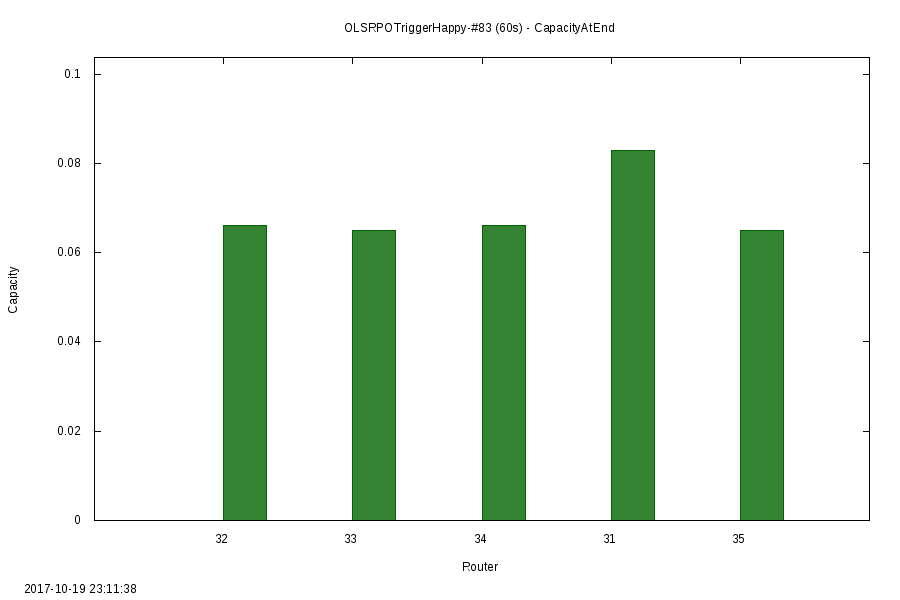 OLSRPOTriggerHappy-#83 (60s) - CapacityAtEnd
0.1
0.08
0.06
0.04
0.02
0
Capacity
32 33 34 31 35
Router
2017-10-19 23:11:38